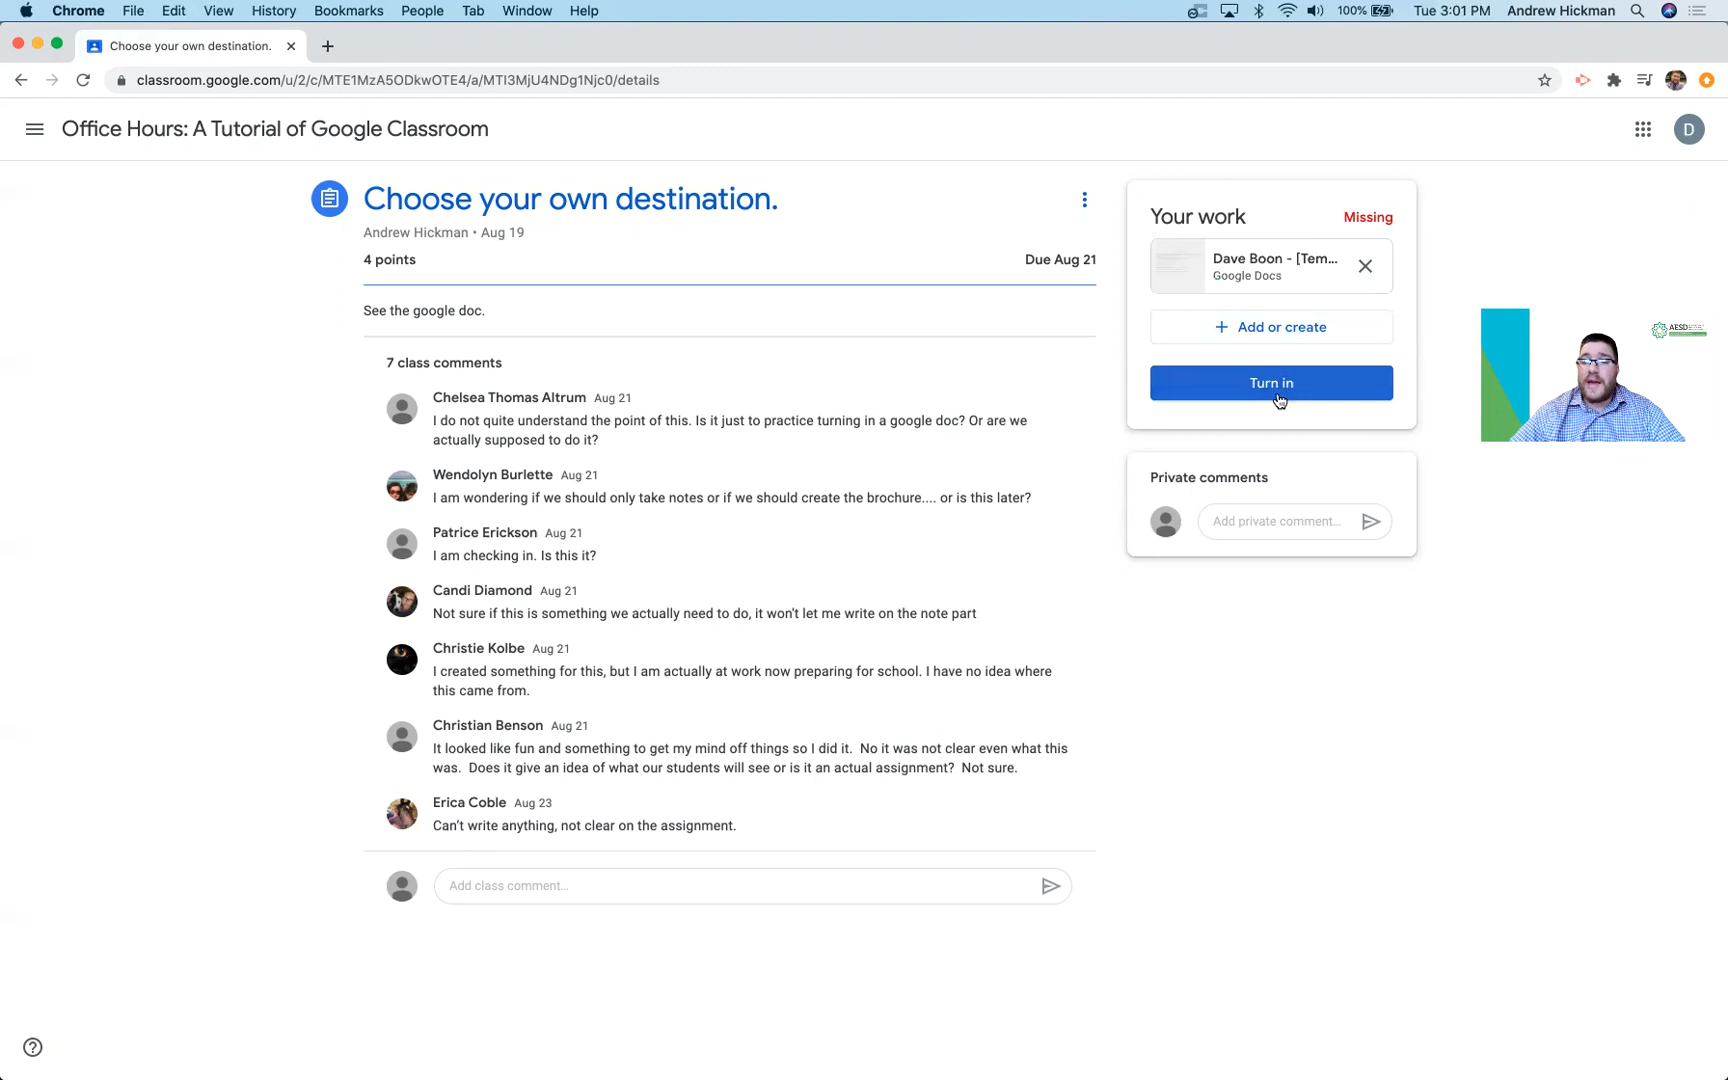 Chrome File Edit View History Bookmarks People Tab Window Help 100% Tue 3:01 PM Andrew Hickman
Choose your own destination.
classroom.google.com/u/2/c/MTE1MzA5ODkwOTE4/a/MTI3MjU4NDg1Njc0/details
Office Hours: A Tutorial of Google Classroom
D
Choose your own destination.
Andrew Hickman • Aug 19
4 points
Due Aug 21
See the google doc.
7 class comments
Chelsea Thomas Altrum Aug 21
I do not quite understand the point of this. Is it just to practice turning in a google doc? Or are we
actually supposed to do it?
Wendolyn Burlette Aug 21
I am wondering if we should only take notes or if we should create the brochure.... or is this later?
Patrice Erickson Aug 21
I am checking in. Is this it?
Candi Diamond Aug 21
Not sure if this is something we actually need to do, it won't let me write on the note part
Christie Kolbe Aug 21
I created something for this, but I am actually at work now preparing for school. I have no idea where
this came from.
Christian Benson Aug 21
It looked like fun and something to get my mind off things so I did it. No it was not clear even what this
was. Does it give an idea of what our students will see or is it an actual assignment? Not sure.
Erica Coble Aug 23
Can't write anything, not clear on the assignment.
Add class comment...
Your work
Missing
Dave Boon - [Tem...
Google Docs
+ Add or create
Turn in
Private comments
Add private comment...
AESD